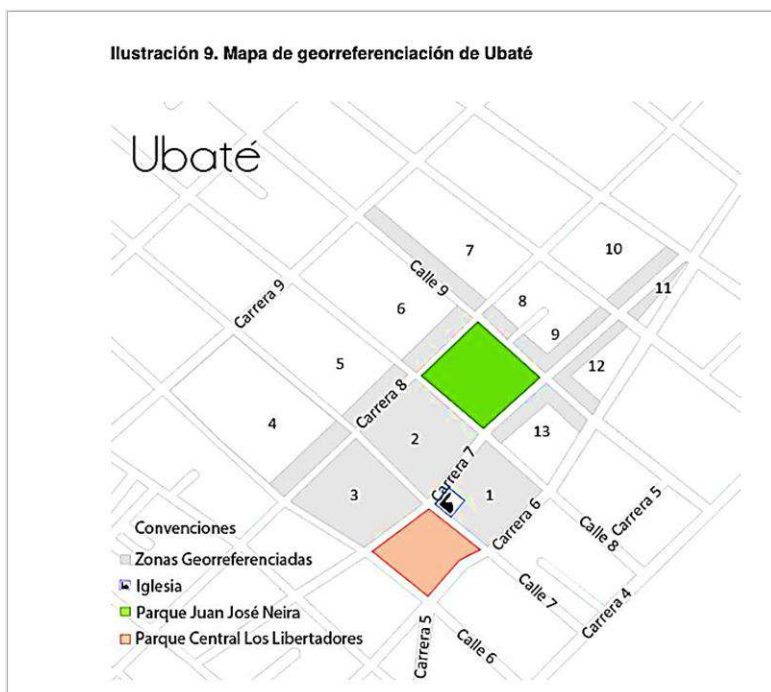 Ilustración 9. Mapa de georreferenciación de Ubaté
Ubaté
10
7
11
Calle 9
8
Carrera 9
6
9
5
12
Carrera 8
4
2
13
Carrera 7
3
1
Carrera 6
Carrera 5
Calle 8
Convenciones
Zonas Georreferenciadas
Iglesia
Calle 7
Carrera 4
Parque Juan José Neira
Parque Central Los Libertadores
Carrera 5
Calle 6